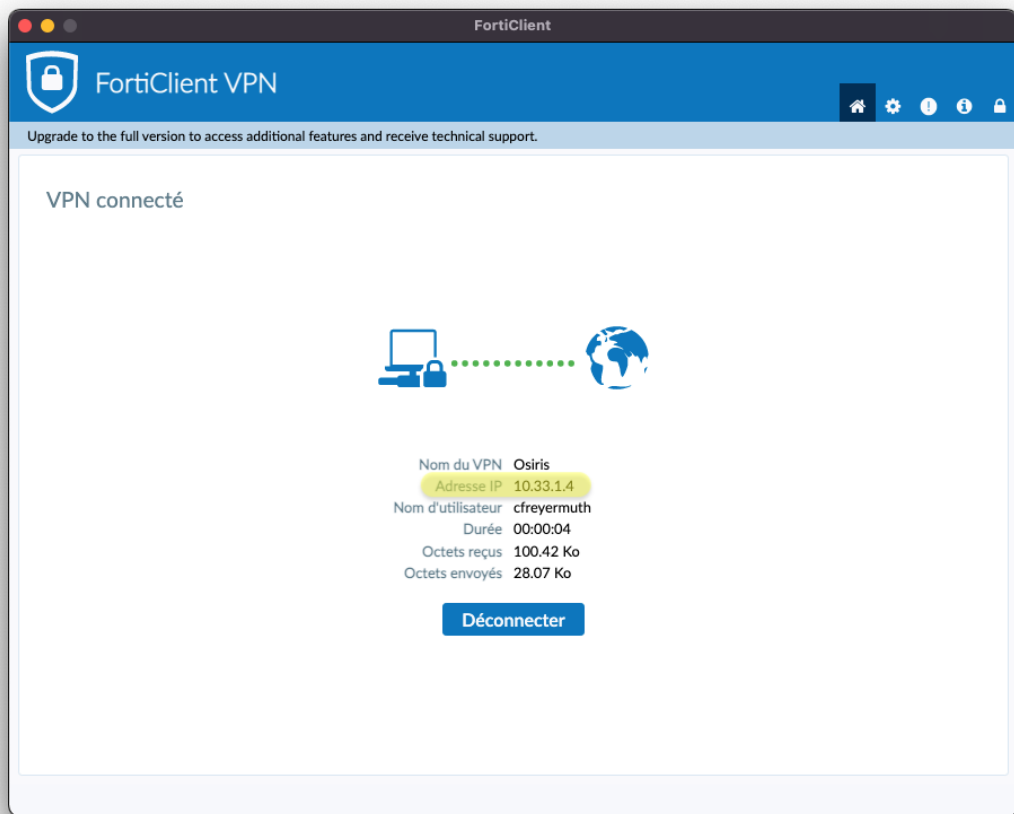 FortiClient
FortiClient VPN
Upgrade to the full version to access additional features and receive technical support.
VPN connecté
Nom du VPN Osiris
Adresse IP 10.33.1.4
Nom d'utilisateur cfreyermuth
Durée 00:00:04
Octets reçus 100.42 Ko
Octets envoyés 28.07 Ko
Déconnecter